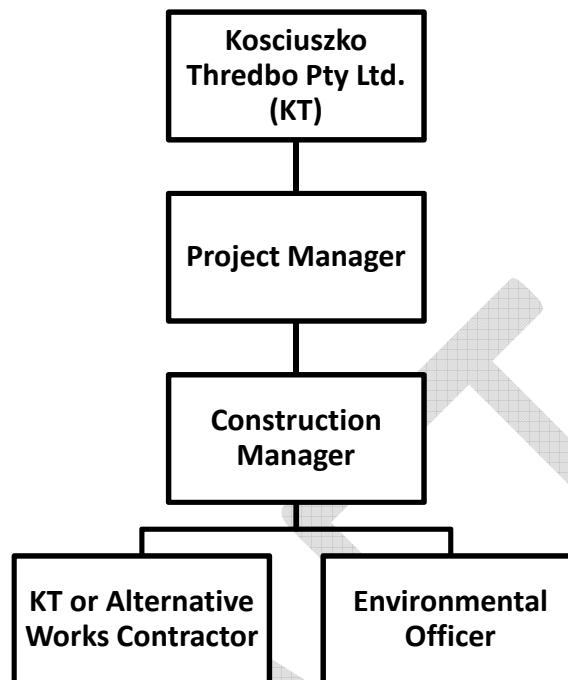 Kosciuszko
Thredbo Pty Ltd.
(KT)
Project Manager
Construction
Manager
KT or Alternative
Works Contractor
Environmental
Officer